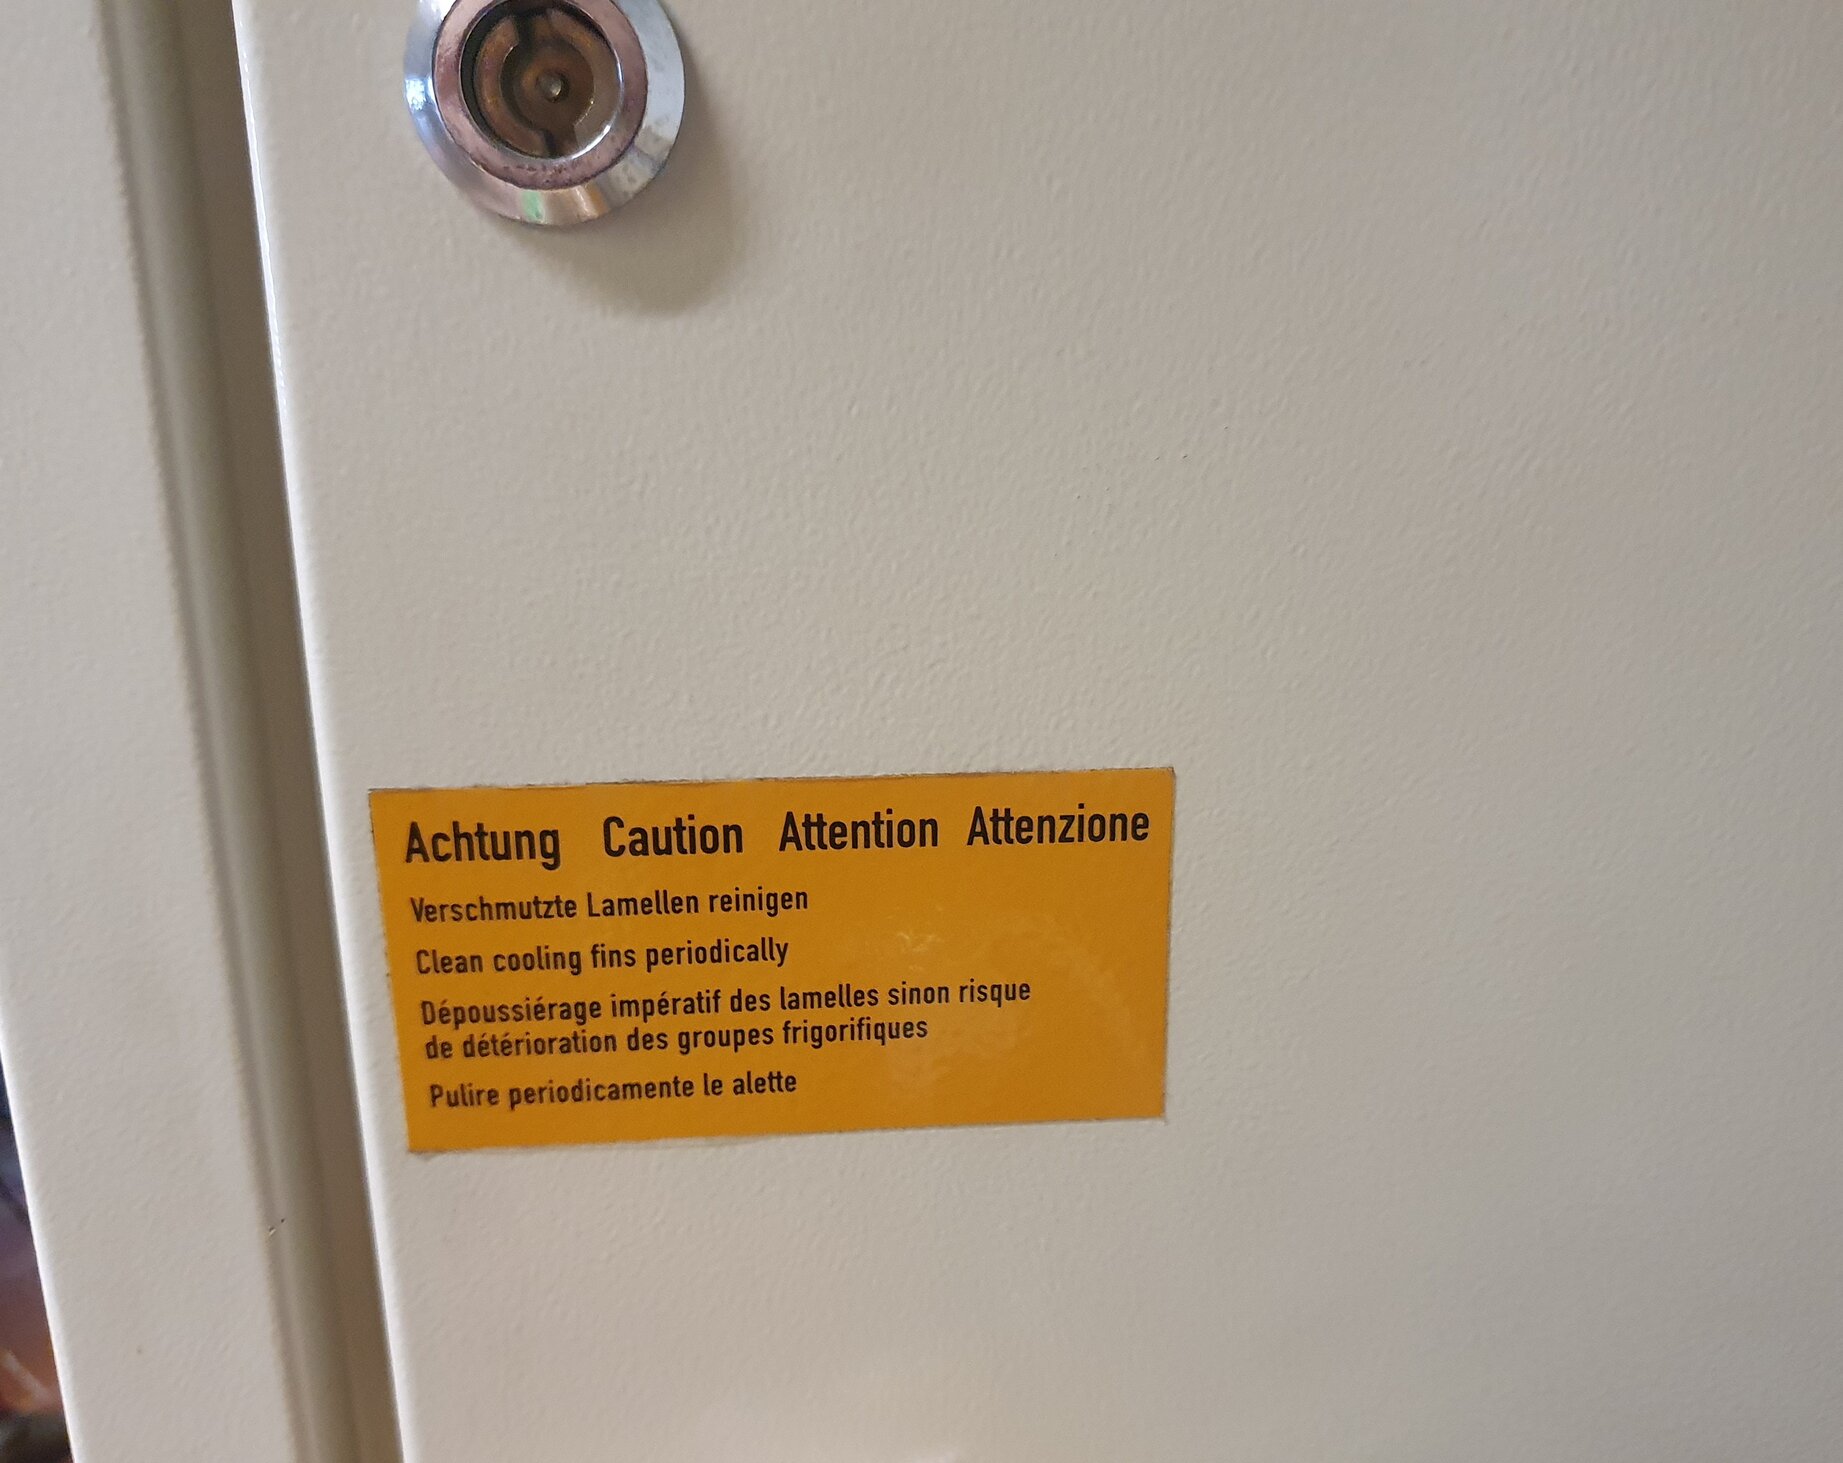 Achtung Caution Attention Attenzione
Verschmutzte Lamellen reinigen
Clean cooling fins periodically
Dépoussiérage impératif des lamelles sinon risque
de détérioration des groupes frigorifiques
Pulire periodicamente le alette